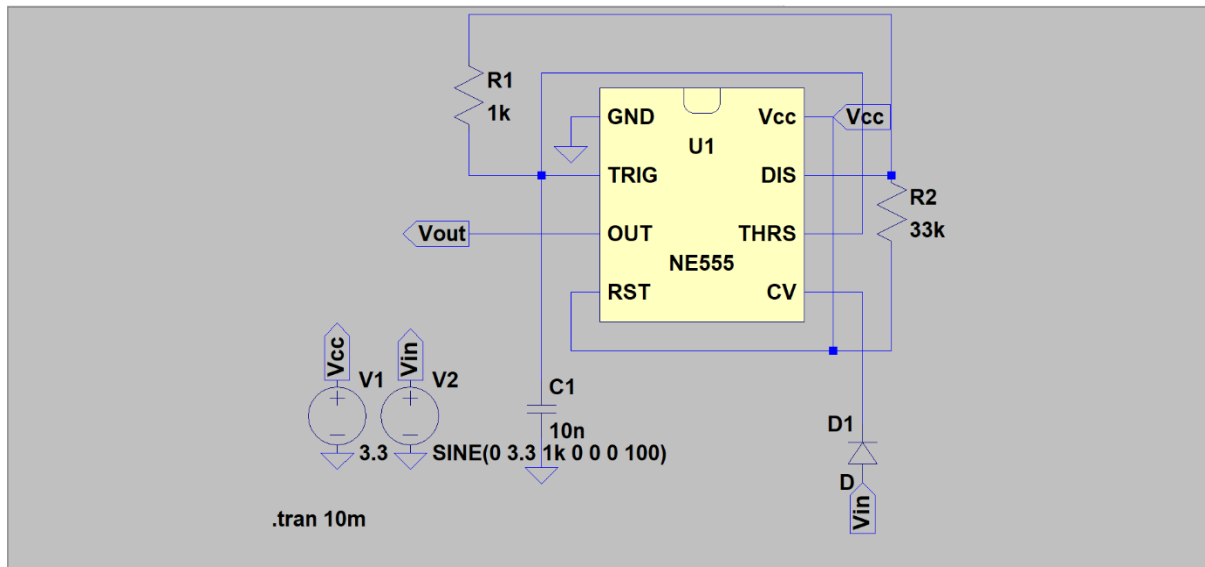 R1
1k
GND
Vcc
Vcc
U1
TRIG
DIS
R2
33k
Vout
OUT
THRS
NE555
RST
CV
Vcc
Vin
V1
V2
C1
10n
D1
3.3
SINE(0 3.3 1k 0 0 0 100)
D
Vin
.tran 10m